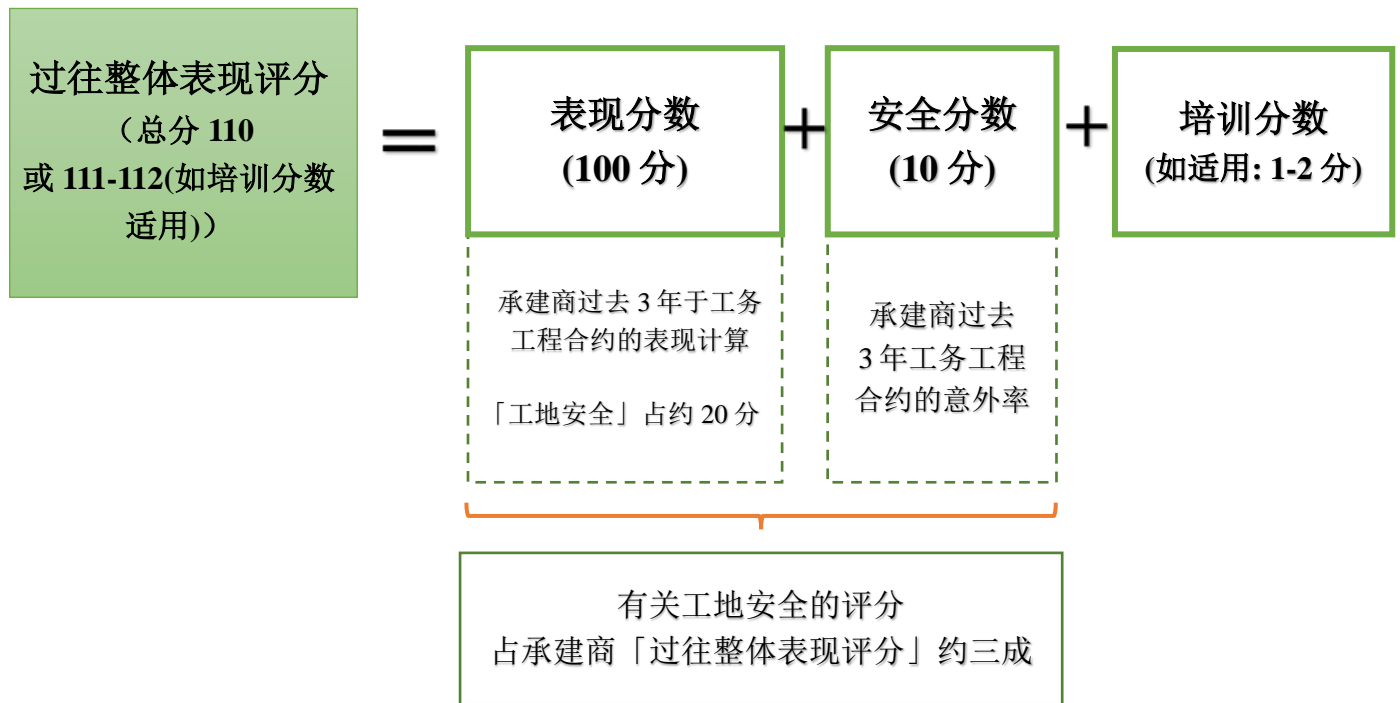 过往整体表现评分
（总分 110
或 111-112(如培训分数
适用)）
=
表现分数
(100 分)
+
安全分数
(10 分)
+
培训分数
(如适用: 1-2 分)
承建商过去 3 年于工务
工程合约的表现计算
「工地安全」占约 20 分
承建商过去
3 年工务工程
合约的意外率
有关工地安全的评分
占承建商「过往整体表现评分」约三成